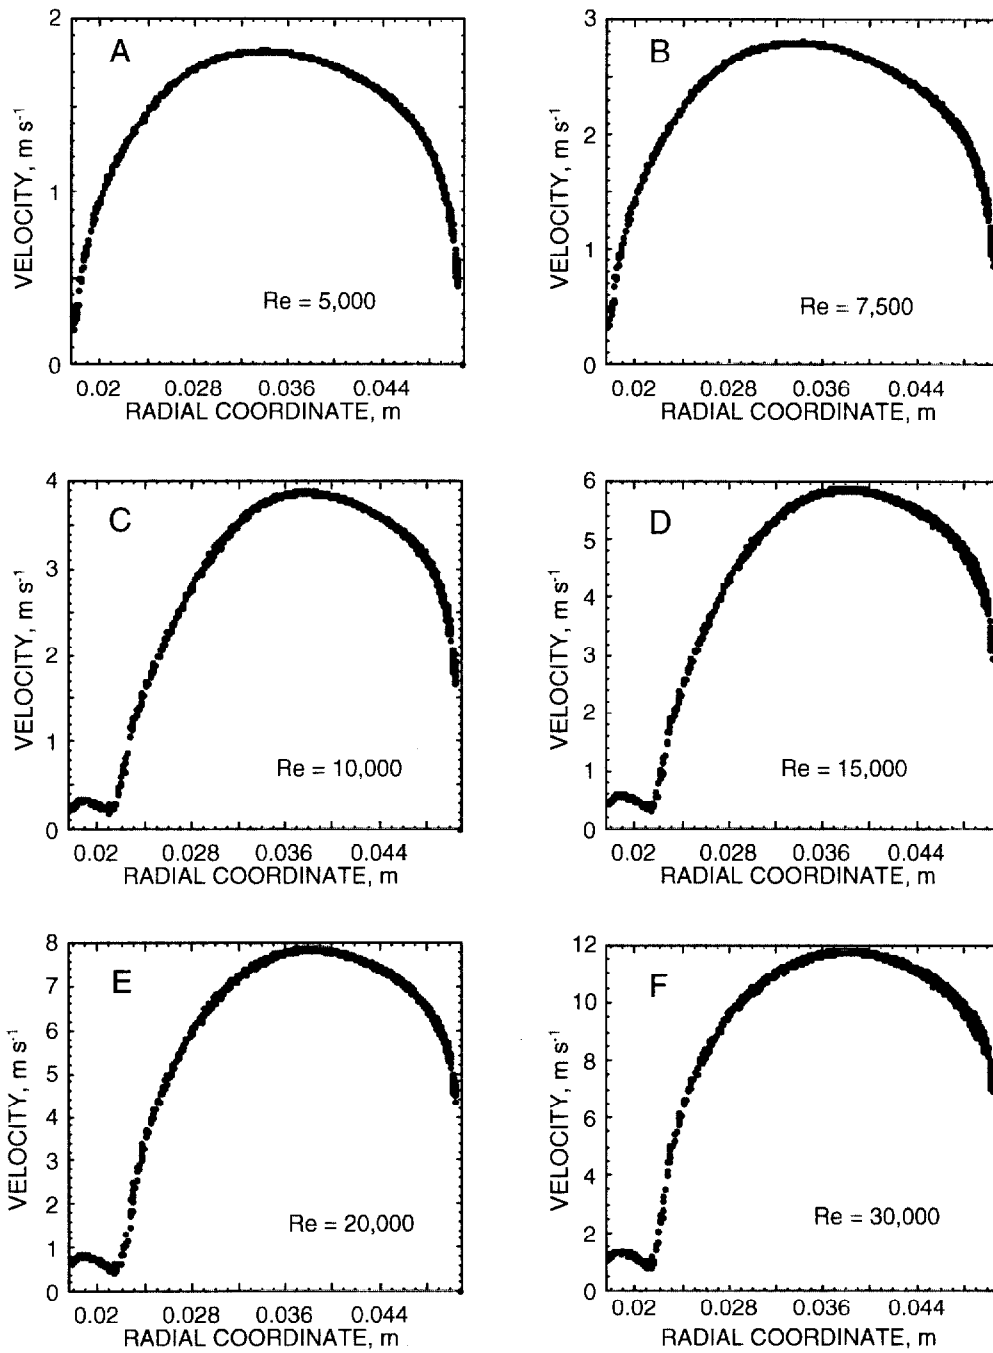 2
3
A
B
VELOCITY, m s⁻¹
1
VELOCITY, m s⁻¹
2
1
Re = 5,000
Re = 7,500
0
0
0.02 0.028 0.036 0.044
0.02 0.028 0.036 0.044
RADIAL COORDINATE, m
RADIAL COORDINATE, m
4
6
C
D
5
3
4
VELOCITY, m s⁻¹
2
VELOCITY, m s⁻¹
3
2
1
Re = 10,000
1
Re = 15,000
0
0
0.02 0.028 0.036 0.044
0.02 0.028 0.036 0.044
RADIAL COORDINATE, m
RADIAL COORDINATE, m
8
12
E
F
7
10
6
8
5
VELOCITY, m s⁻¹
4
VELOCITY, m s⁻¹
6
3
4
2
Re = 20,000
2
Re = 30,000
1
0
0
0.02 0.028 0.036 0.044
0.02 0.028 0.036 0.044
RADIAL COORDINATE, m
RADIAL COORDINATE, m